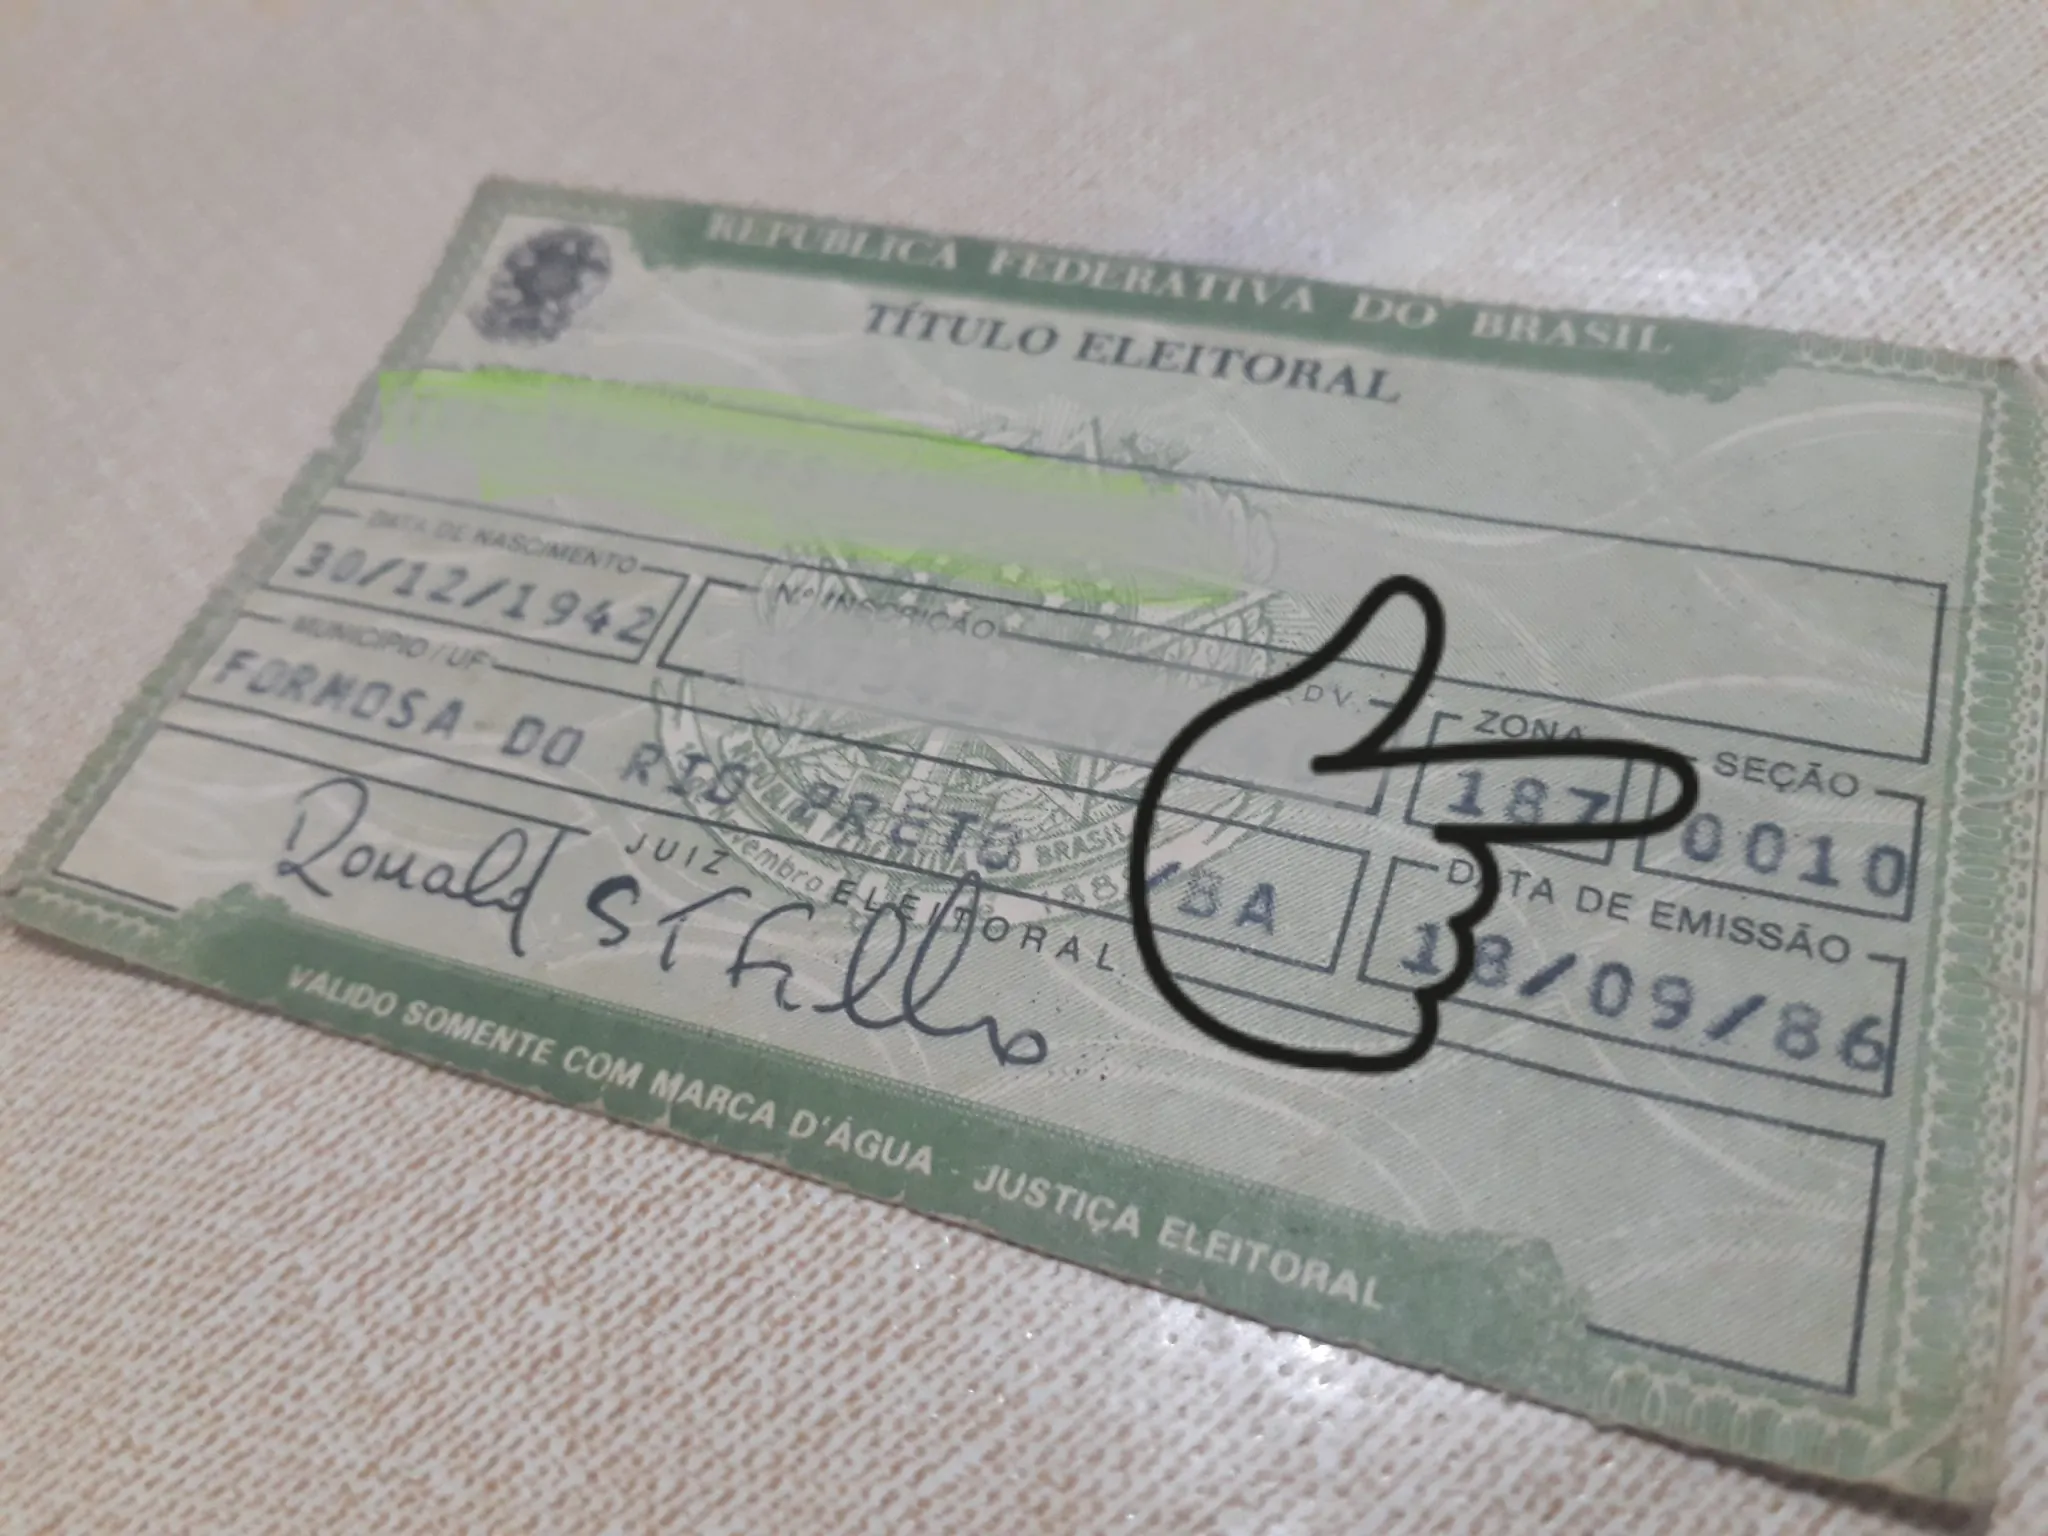 REPÚBLICA FEDERATIVA DO BRASIL
TÍTULO ELEITORAL
DATA DE NASCIMENTO
30/12/1942
Nº INSCRIÇÃO
D V.
ZONA
187
SEÇÃO
0010
MUNICÍPIO / UF
FORMOSA DO RIO PRETO /BA
DATA DE EMISSÃO
18/09/86
JUIZ ELEITORAL
Ronald
VÁLIDO SOMENTE COM MARCA D'ÁGUA - JUSTIÇA ELEITORAL